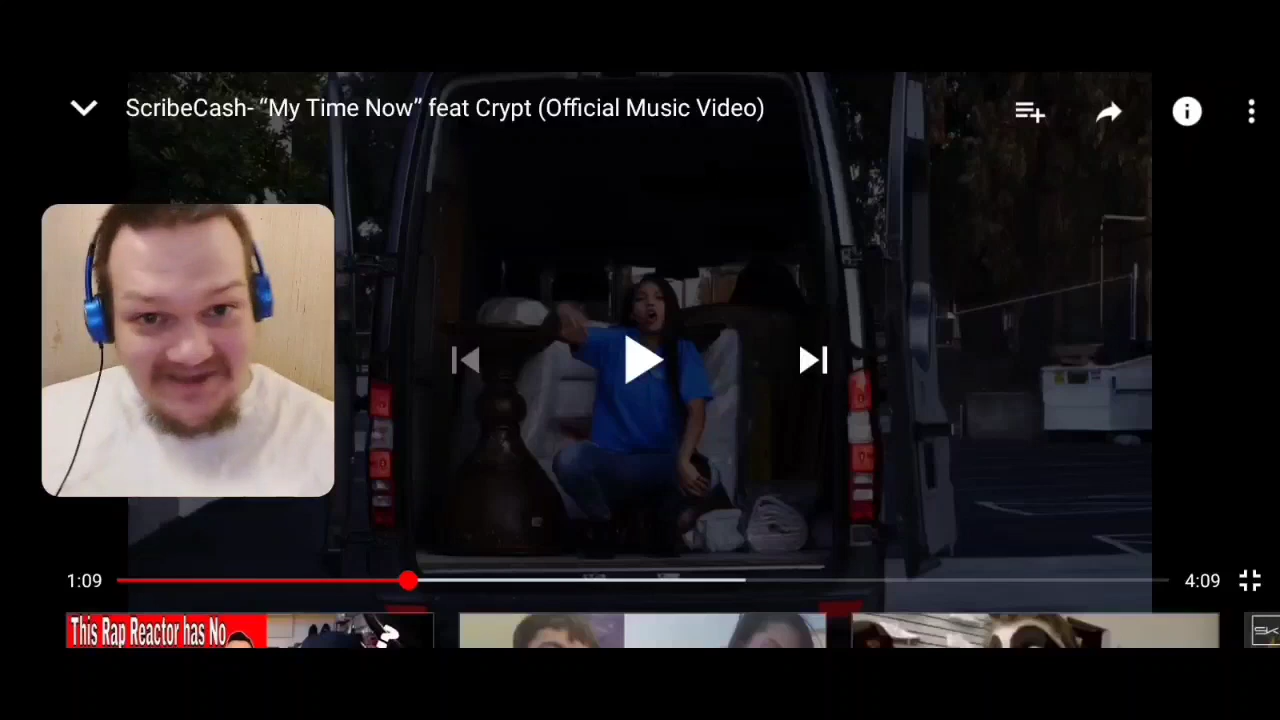 ScribeCash- “My Time Now” feat Crypt (Official Music Video)
1:09
4:09
This Rap Reactor has No